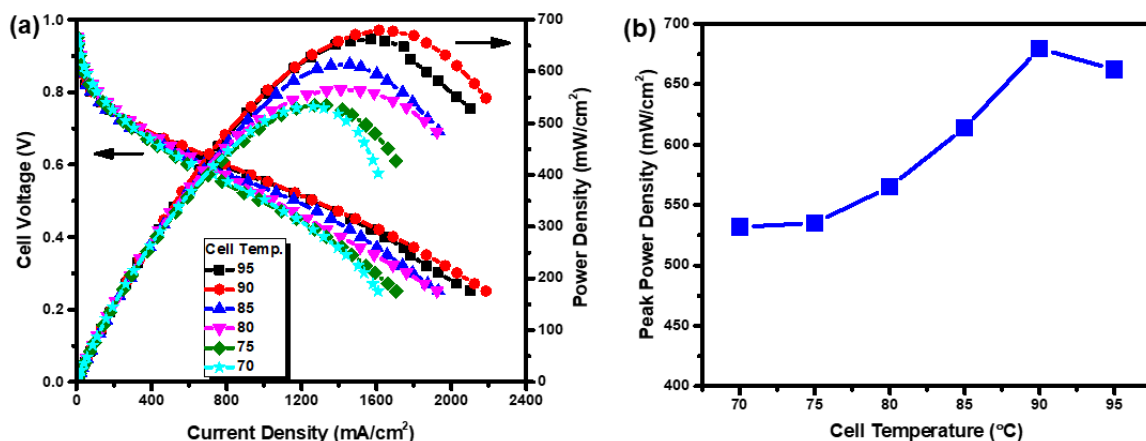 (a)
1.0
0.8
0.6
0.4
0.2
0.0
Cell Voltage (V)
0 400 800 1200 1600 2000 2400
Current Density (mA/cm²)
700
600
500
400
300
200
100
0
Power Density (mW/cm²)
Cell Temp.
95
90
85
80
75
70
(b)
700
650
600
550
500
450
400
Peak Power Density (mW/cm²)
70 75 80 85 90 95
Cell Temperature (°C)